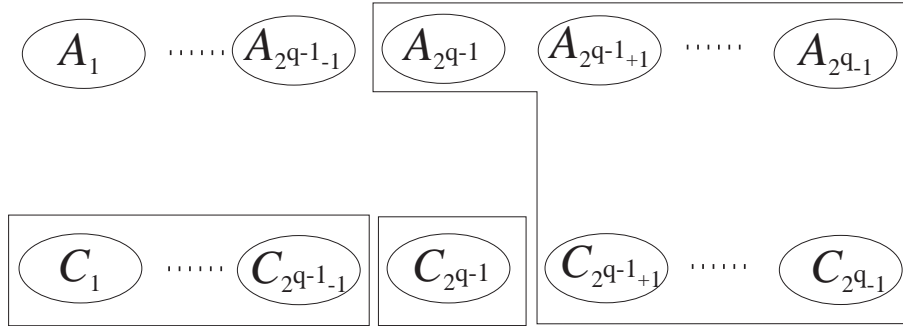 A₁ ...... A₂q-1₋₁ A₂q-1 A₂q-1₊₁ ...... A₂q₋₁
C₁ ...... C₂q-1₋₁ C₂q-1 C₂q-1₊₁ ...... C₂q₋₁